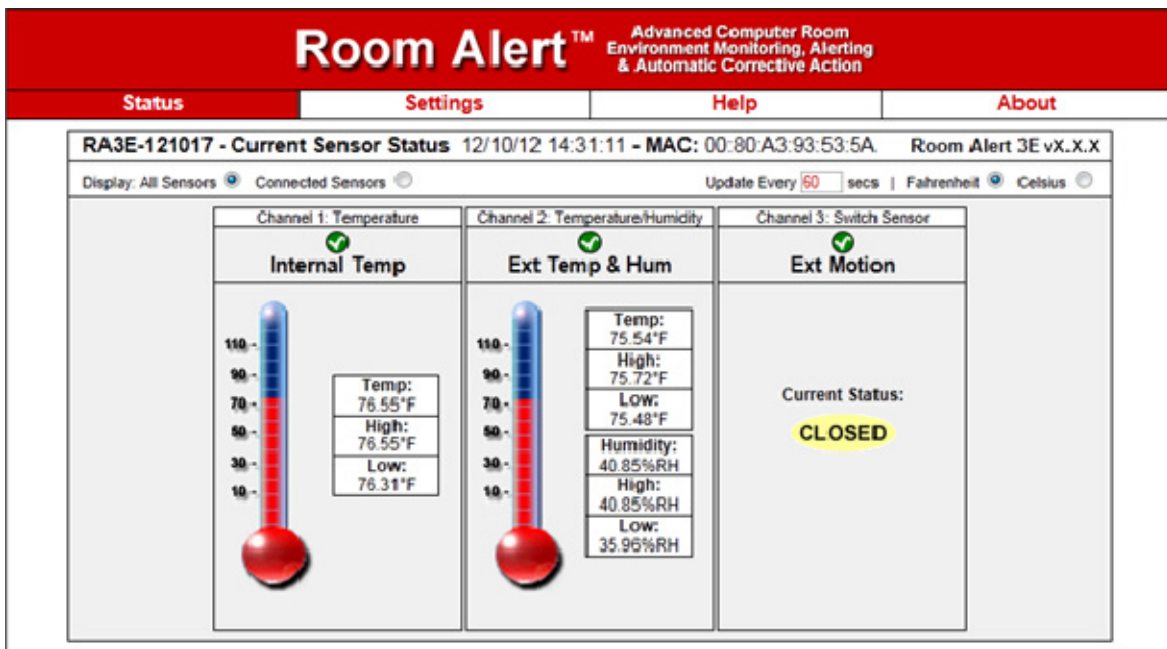 Room Alert™
Advanced Computer Room
Environment Monitoring, Alerting
& Automatic Corrective Action
Status Settings Help About
RA3E-121017 - Current Sensor Status 12/10/12 14:31:11 - MAC: 00:80:A3:93:53:5A Room Alert 3E vX.X.X
Display: All Sensors Connected Sensors Update Every 60 secs | Fahrenheit Celsius
Channel 1: Temperature
Internal Temp
110
90
70
50
30
10
Temp:
76.55°F
High:
76.55°F
Low:
76.31°F
Channel 2: Temperature/Humidity
Ext Temp & Hum
110
90
70
50
30
10
Temp:
75.54°F
High:
75.72°F
Low:
75.48°F
Humidity:
40.85%RH
High:
40.85%RH
Low:
35.96%RH
Channel 3: Switch Sensor
Ext Motion
Current Status:
CLOSED